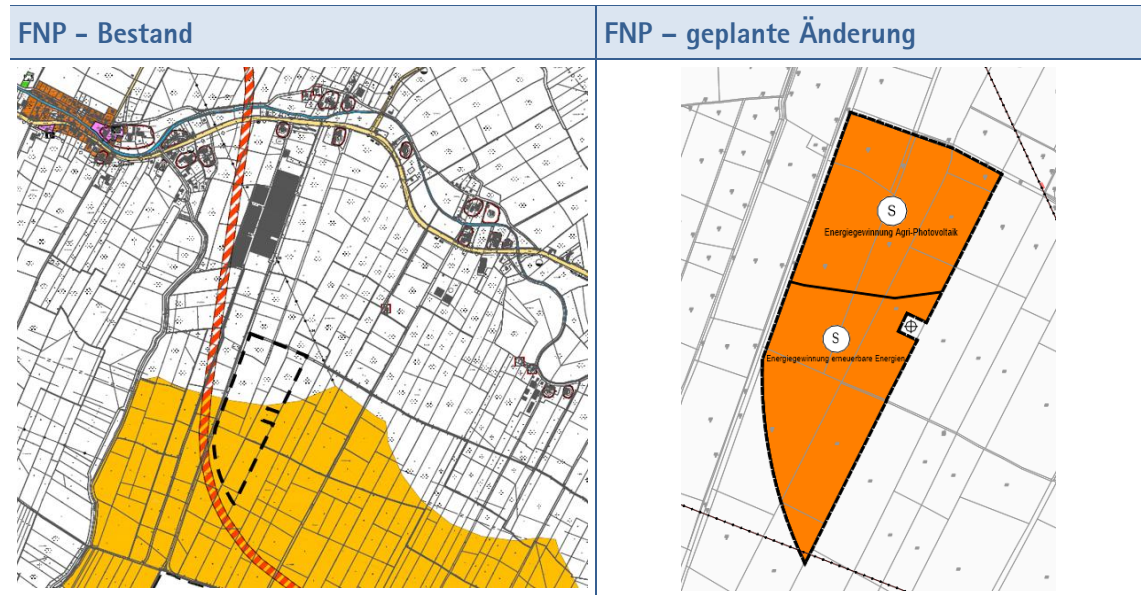 FNP - Bestand
FNP – geplante Änderung
S
Energiegewinnung Agri-Photovoltaik
S
Energiegewinnung erneuerbare Energien